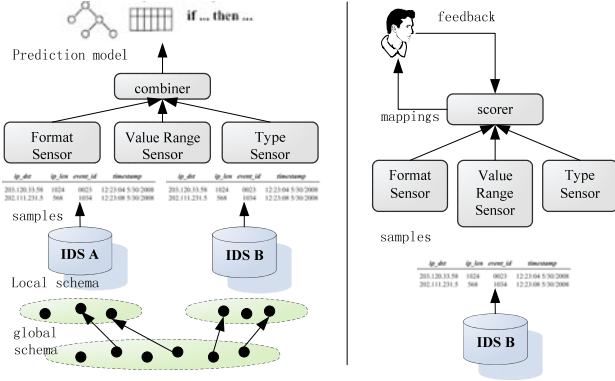 if ... then ...
Prediction model
combiner
Format
Sensor
Value Range
Sensor
Type
Sensor
ip_dst ip_len event_id timestamp
203.120.33.58 1024 0023 12:23:04 5/30/2008
202.111.231.5 568 1034 12:23:08 5/30/2008
ip_dst ip_len event_id timestamp
203.120.33.58 1024 0023 12:23:04 5/30/2008
202.111.231.5 568 1034 12:23:08 5/30/2008
samples
IDS A
IDS B
Local schema
global
schema
feedback
mappings
scorer
Format
Sensor
Value
Range
Sensor
Type
Sensor
samples
ip_dst ip_len event_id timestamp
203.120.33.58 1024 0023 12:23:04 5/30/2008
202.111.231.5 568 1034 12:23:08 5/30/2008
IDS B